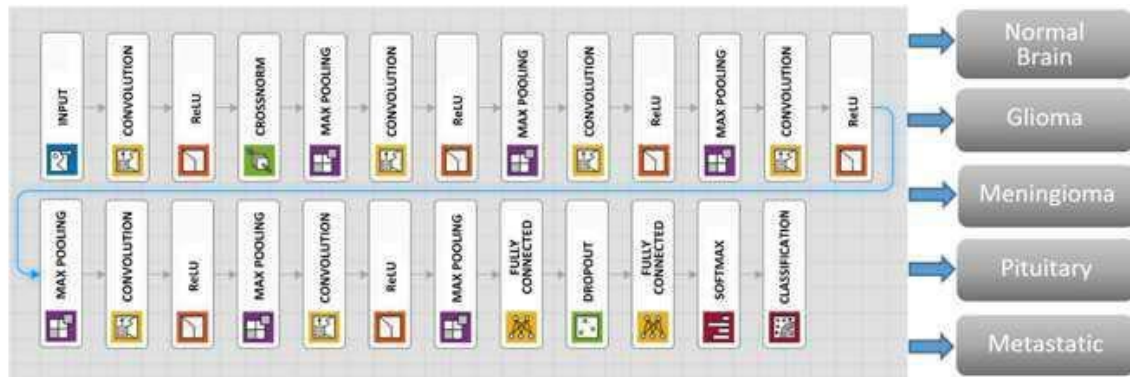 INPUT
CONVOLUTION
ReLU
CROSSNORM
MAX POOLING
CONVOLUTION
ReLU
MAX POOLING
CONVOLUTION
ReLU
MAX POOLING
CONVOLUTION
ReLU
MAX POOLING
CONVOLUTION
ReLU
MAX POOLING
CONVOLUTION
ReLU
MAX POOLING
FULLY
CONNECTED
DROPOUT
FULLY
CONNECTED
SOFTMAX
CLASSIFICATION
Normal
Brain
Glioma
Meningioma
Pituitary
Metastatic